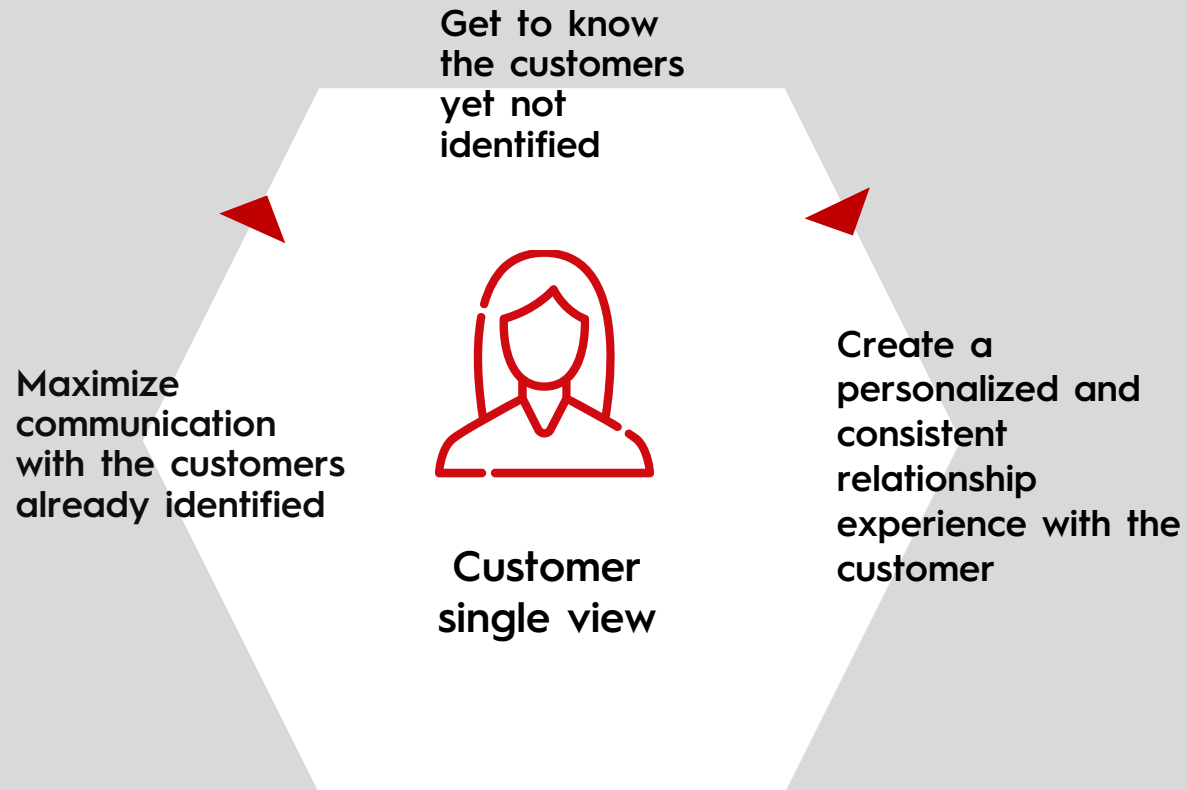 Get to know
the customers
yet not
identified
Maximize
communication
with the customers
already identified
Create a
personalized and
consistent
relationship
experience with the
customer
Customer
single view